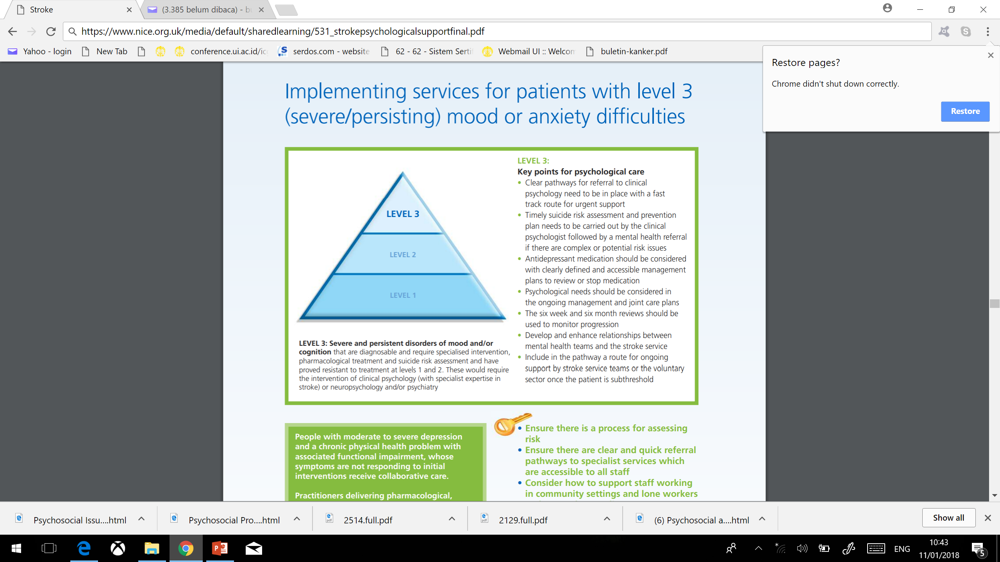 Stroke
(3.385 belum dibaca) - b
https://www.nice.org.uk/media/default/sharedlearning/531_strokepsychologicalsupportfinal.pdf
Yahoo - login
New Tab
conference.ui.ac.id/ic
serdos.com - website
62 - 62 - Sistem Serti
Webmail UI :: Welcom
buletin-kanker.pdf
Restore pages?
Chrome didn't shut down correctly.
Restore
Implementing services for patients with level 3
(severe/persisting) mood or anxiety difficulties
LEVEL 3
LEVEL 2
LEVEL 1
LEVEL 3: Severe and persistent disorders of mood and/or
cognition that are diagnosable and require specialised intervention,
pharmacological treatment and suicide risk assessment and have
proved resistant to treatment at levels 1 and 2. These would require
the intervention of clinical psychology (with specialist expertise in
stroke) or neuropsychology and/or psychiatry
LEVEL 3:
Key points for psychological care
• Clear pathways for referral to clinical
psychology need to be in place with a fast
track route for urgent support
• Timely suicide risk assessment and prevention
plan needs to be carried out by the clinical
psychologist followed by a mental health referral
if there are complex or potential risk issues
• Antidepressant medication should be considered
with clearly defined and accessible management
plans to review or stop medication
• Psychological needs should be considered in
the ongoing management and joint care plans
• The six week and six month reviews should be
used to monitor progression
• Develop and enhance relationships between
mental health teams and the stroke service
• Include in the pathway a route for ongoing
support by stroke service teams or the voluntary
sector once the patient is subthreshold
People with moderate to severe depression
and a chronic physical health problem with
associated functional impairment, whose
symptoms are not responding to initial
interventions receive collaborative care.
Practitioners delivering pharmacological,
• Ensure there is a process for assessing
risk
• Ensure there are clear and quick referral
pathways to specialist services which
are accessible to all staff
• Consider how to support staff working
in community settings and lone workers
Psychosocial Issu....html
Psychosocial Pro....html
2514.full.pdf
2129.full.pdf
(6) Psychosocial a....html
Show all
ENG
10:43
11/01/2018
5